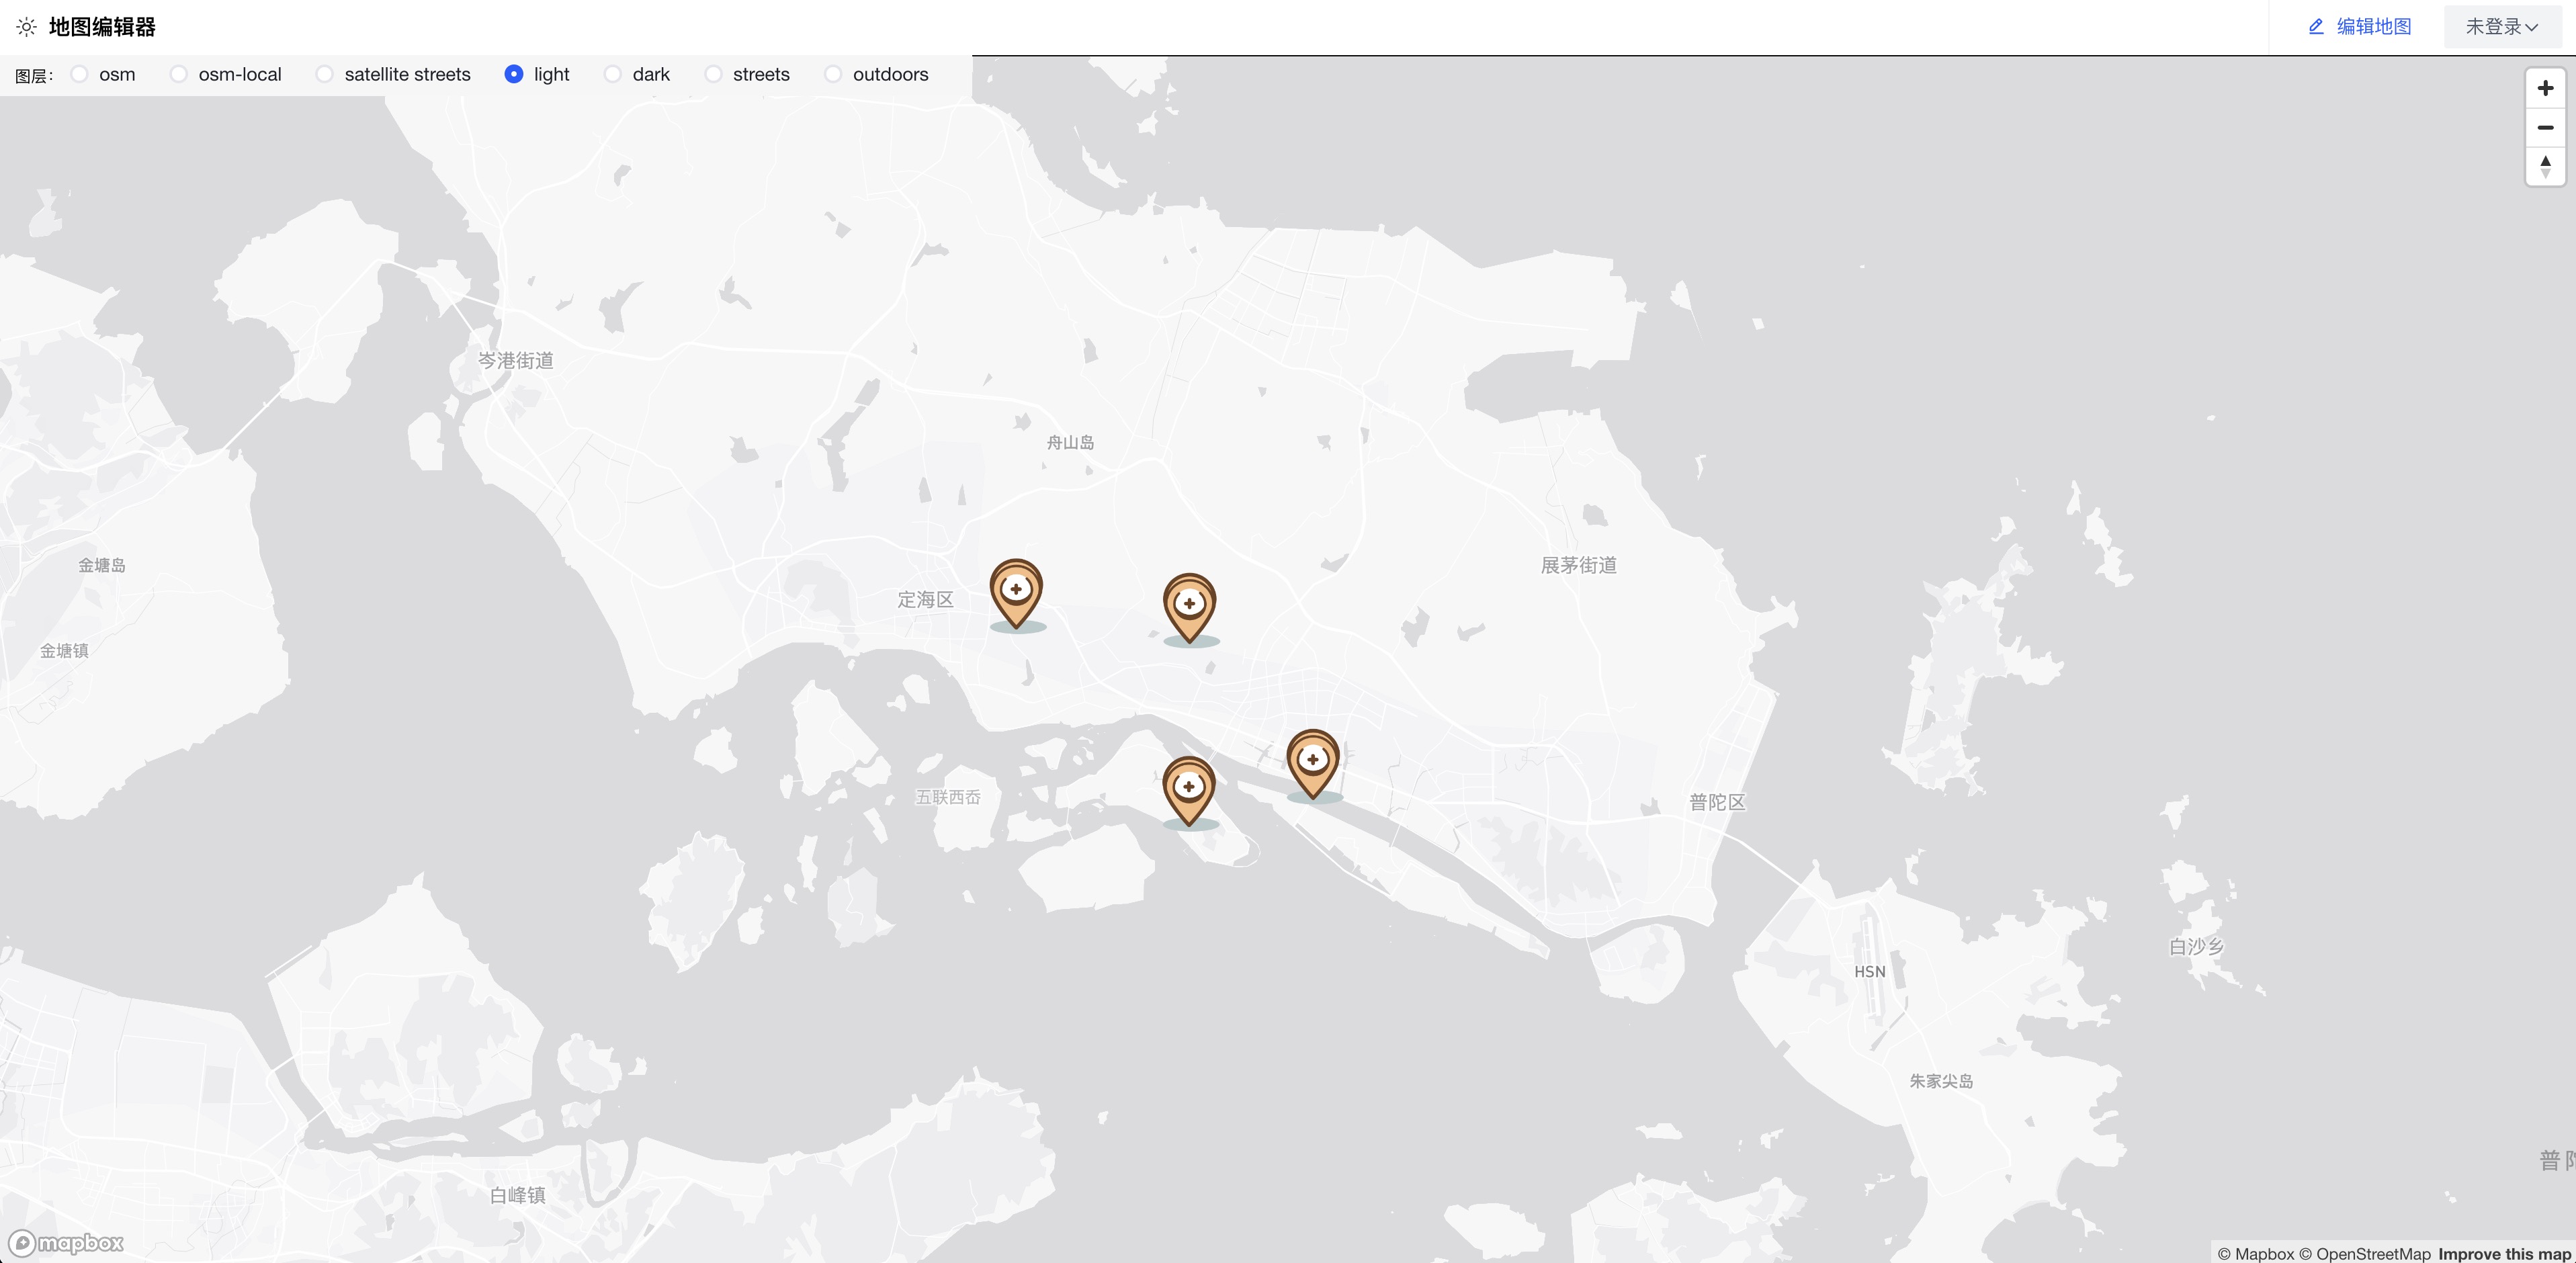 地图编辑器
编辑地图
未登录
图层:
osm
osm-local
satellite streets
light
dark
streets
outdoors
岑港街道
舟山岛
金塘岛
展茅街道
定海区
金塘镇
五联西岙
普陀区
白沙乡
HSN
朱家尖岛
普陀
白峰镇
mapbox
© Mapbox © OpenStreetMap Improve this map